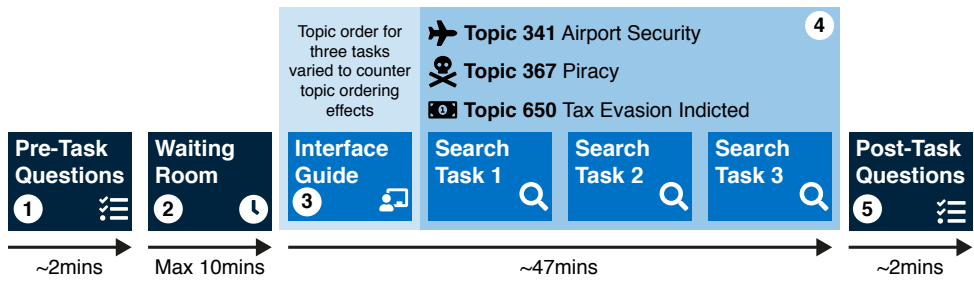 Topic order for
three tasks
varied to counter
topic ordering
effects
Topic 341 Airport Security
4
Topic 367 Piracy
1
Topic 650 Tax Evasion Indicted
Pre-Task
Questions
1
Waiting
Room
2
Interface
Guide
3
Search
Task 1
Search
Task 2
Search
Task 3
Post-Task
Questions
5
~2mins
Max 10mins
~47mins
~2mins